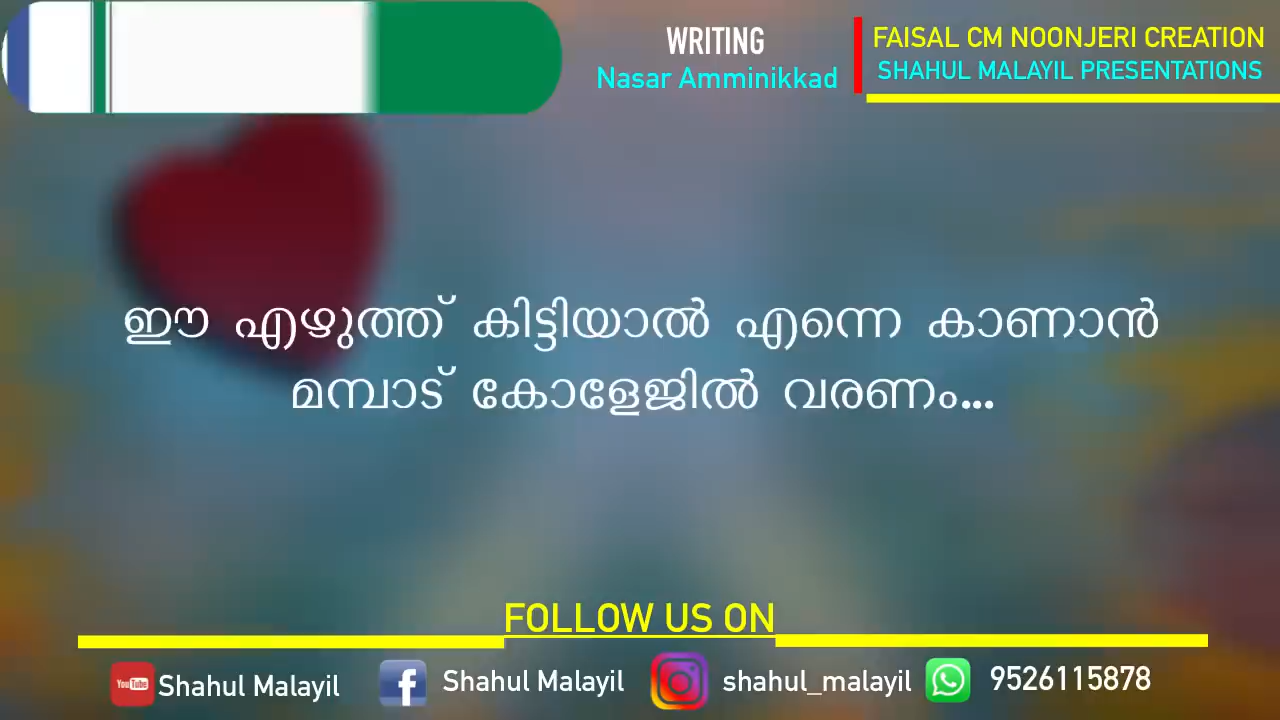 WRITING
Nasar Amminikkad
FAISAL CM NOONJERI CREATION
SHAHUL MALAYIL PRESENTATIONS
ഈ എഴുത്ത് കിട്ടിയാൽ എന്നെ കാണാൻ
മമ്പാട് കോളേജിൽ വരണം...
FOLLOW US ON
YouTube Shahul Malayil f Shahul Malayil shahul_malayil 9526115878